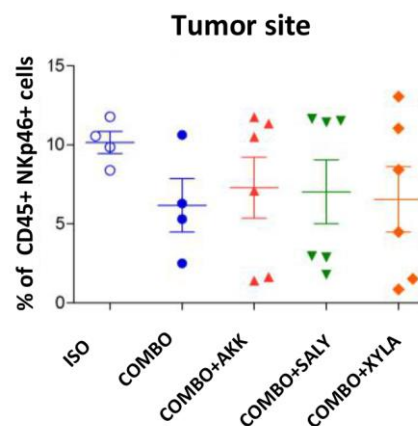 Tumor site
% of CD45+ NKp46+ cells
15
10
5
0
ISO
COMBO
COMBO+AKK
COMBO+SALY
COMBO+XYLA